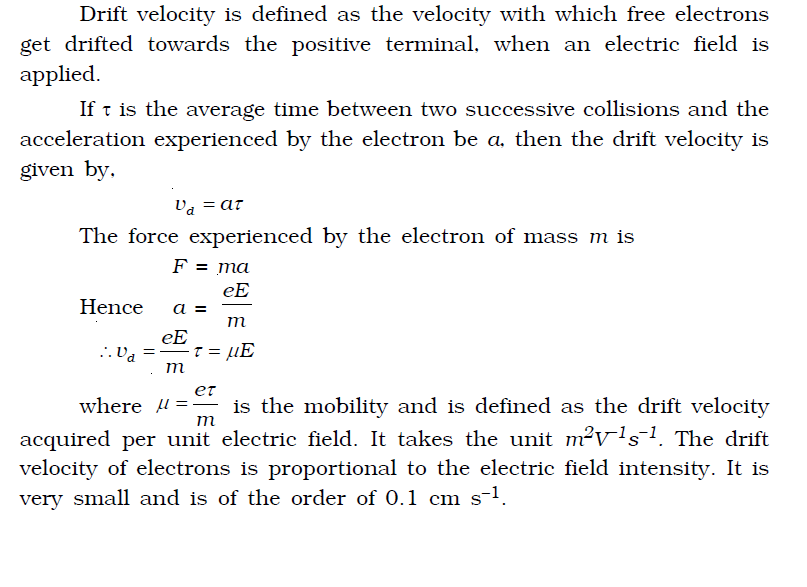 Drift velocity is defined as the velocity with which free electrons
get drifted towards the positive terminal, when an electric field is
applied.
If τ is the average time between two successive collisions and the
acceleration experienced by the electron be a, then the drift velocity is
given by,
υd = aτ
The force experienced by the electron of mass m is
F = ma
Hence a = eE/m
∴ υd = eE/m τ = μE
where μ = eτ/m is the mobility and is defined as the drift velocity
acquired per unit electric field. It takes the unit m²V⁻¹s⁻¹. The drift
velocity of electrons is proportional to the electric field intensity. It is
very small and is of the order of 0.1 cm s⁻¹.